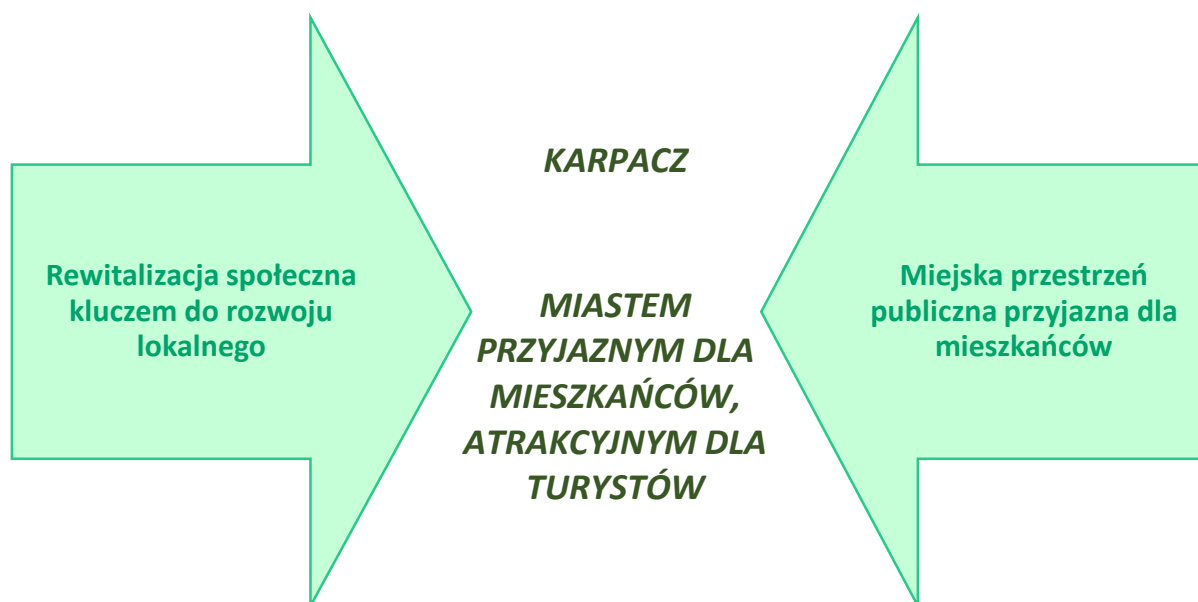 Rewitalizacja społeczna
kluczem do rozwoju
lokalnego
KARPACZ
MIASTEM
PRZYJAZNYM DLA
MIESZKAŃCÓW,
ATRAKCYJNYM DLA
TURYSTÓW
Miejska przestrzeń
publiczna przyjazna dla
mieszkańców